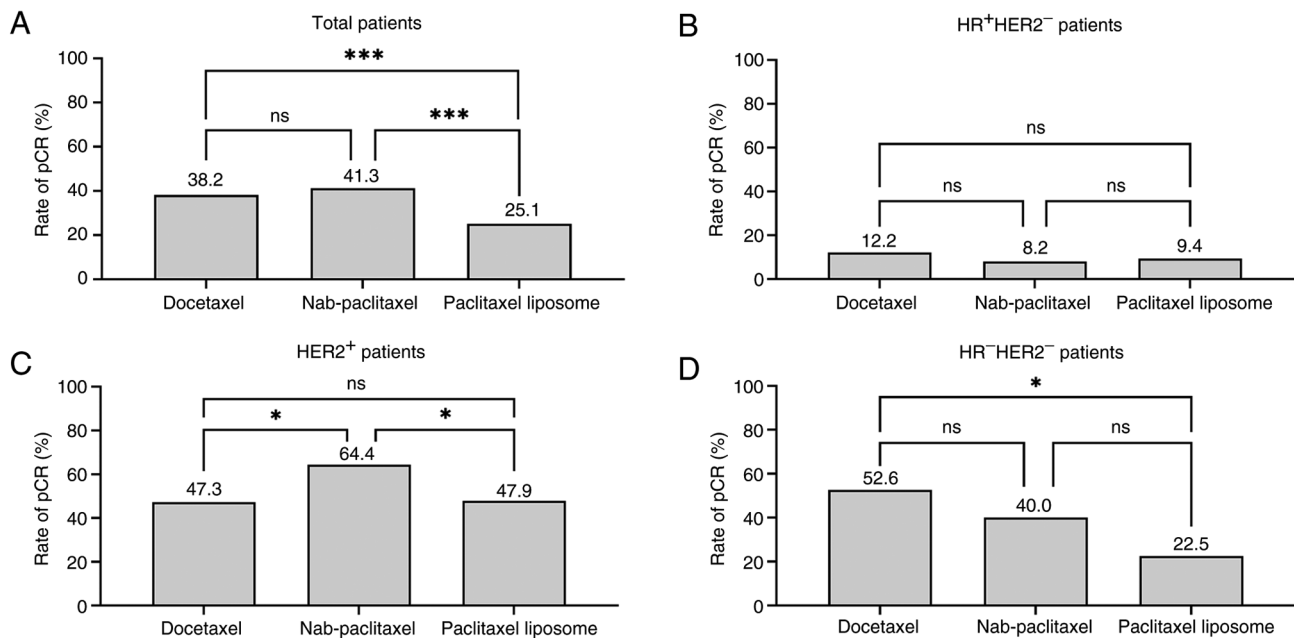 A
Total patients
Rate of pCR (%)
100
80
60
40
20
0
***
ns
***
38.2
41.3
25.1
Docetaxel
Nab-paclitaxel
Paclitaxel liposome
B
HR⁺HER2⁻ patients
Rate of pCR (%)
100
80
60
40
20
0
ns
ns
ns
12.2
8.2
9.4
Docetaxel
Nab-paclitaxel
Paclitaxel liposome
C
HER2⁺ patients
Rate of pCR (%)
100
80
60
40
20
0
ns
*
*
47.3
64.4
47.9
Docetaxel
Nab-paclitaxel
Paclitaxel liposome
D
HR⁻HER2⁻ patients
Rate of pCR (%)
100
80
60
40
20
0
*
ns
ns
52.6
40.0
22.5
Docetaxel
Nab-paclitaxel
Paclitaxel liposome